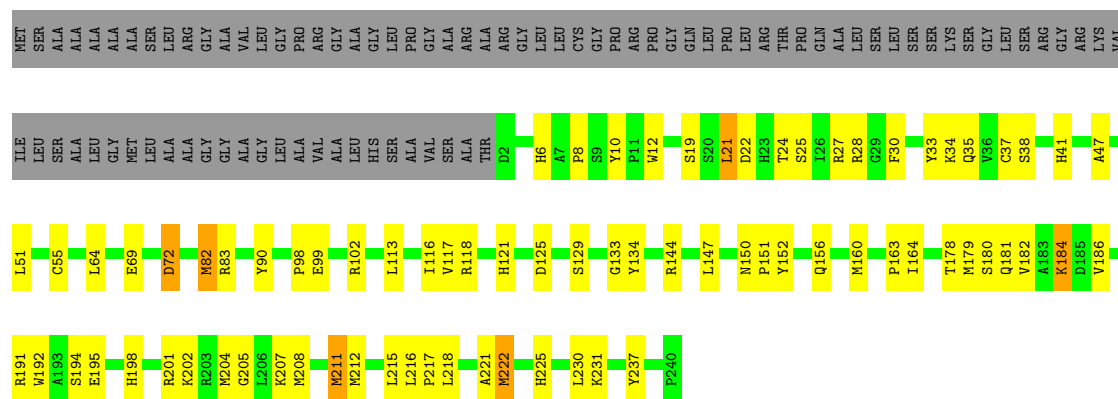 MET SER ALA ALA ALA ALA ALA SER LEU ARG GLY ALA VAL LEU GLY PRO ARG GLY ALA GLY LEU PRO GLY ALA ARG ALA ARG GLY LEU LEU CYS GLY PRO ARG PRO GLY GLN LEU PRO LEU ARG THR PRO GLN ALA LEU SER LEU SER SER LYS SER GLY LEU SER ARG GLY ARG LYS VAL
ILE LEU SER ALA LEU GLY MET LEU ALA ALA GLY GLY ALA GLY LEU ALA VAL ALA LEU HIS SER ALA VAL SER ALA THR D2 H6 A7 P8 S9 Y10 P11 W12 S19 S20 L21 D22 H23 T24 S25 I26 R27 R28 G29 F30 Y33 K34 Q35 V36 C37 S38 H41 A47
L51 C55 L64 E69 D72 M82 R83 Y90 P98 E99 R102 L113 I116 V117 R118 H121 D125 S129 G133 Y134 R144 L147 N150 P151 Y152 Q156 M160 P163 I164 T178 M179 S180 Q181 V182 A183 K184 D185 V186
R191 W192 A193 S194 E195 H198 R201 K202 R203 M204 G205 L206 K207 M208 M211 M212 L215 L216 P217 L218 A221 M222 H225 L230 K231 Y237 P240